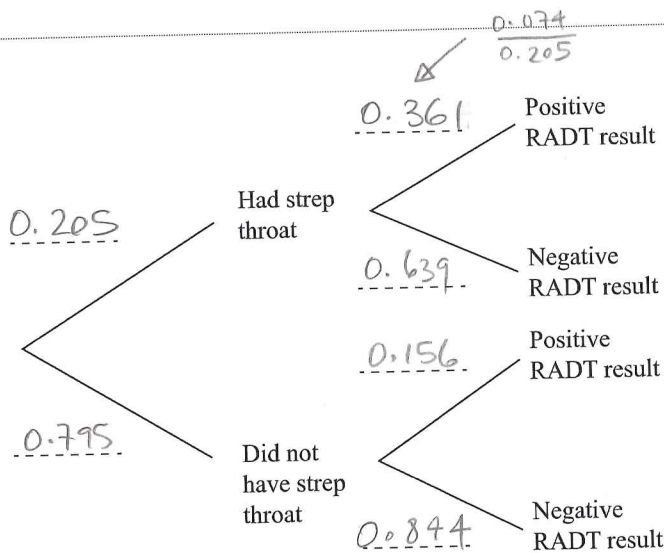 0.074
0.205
0.361
Positive
RADT result
0.205
Had strep
throat
0.639
Negative
RADT result
0.156
Positive
RADT result
0.795
Did not
have strep
throat
0.844
Negative
RADT result